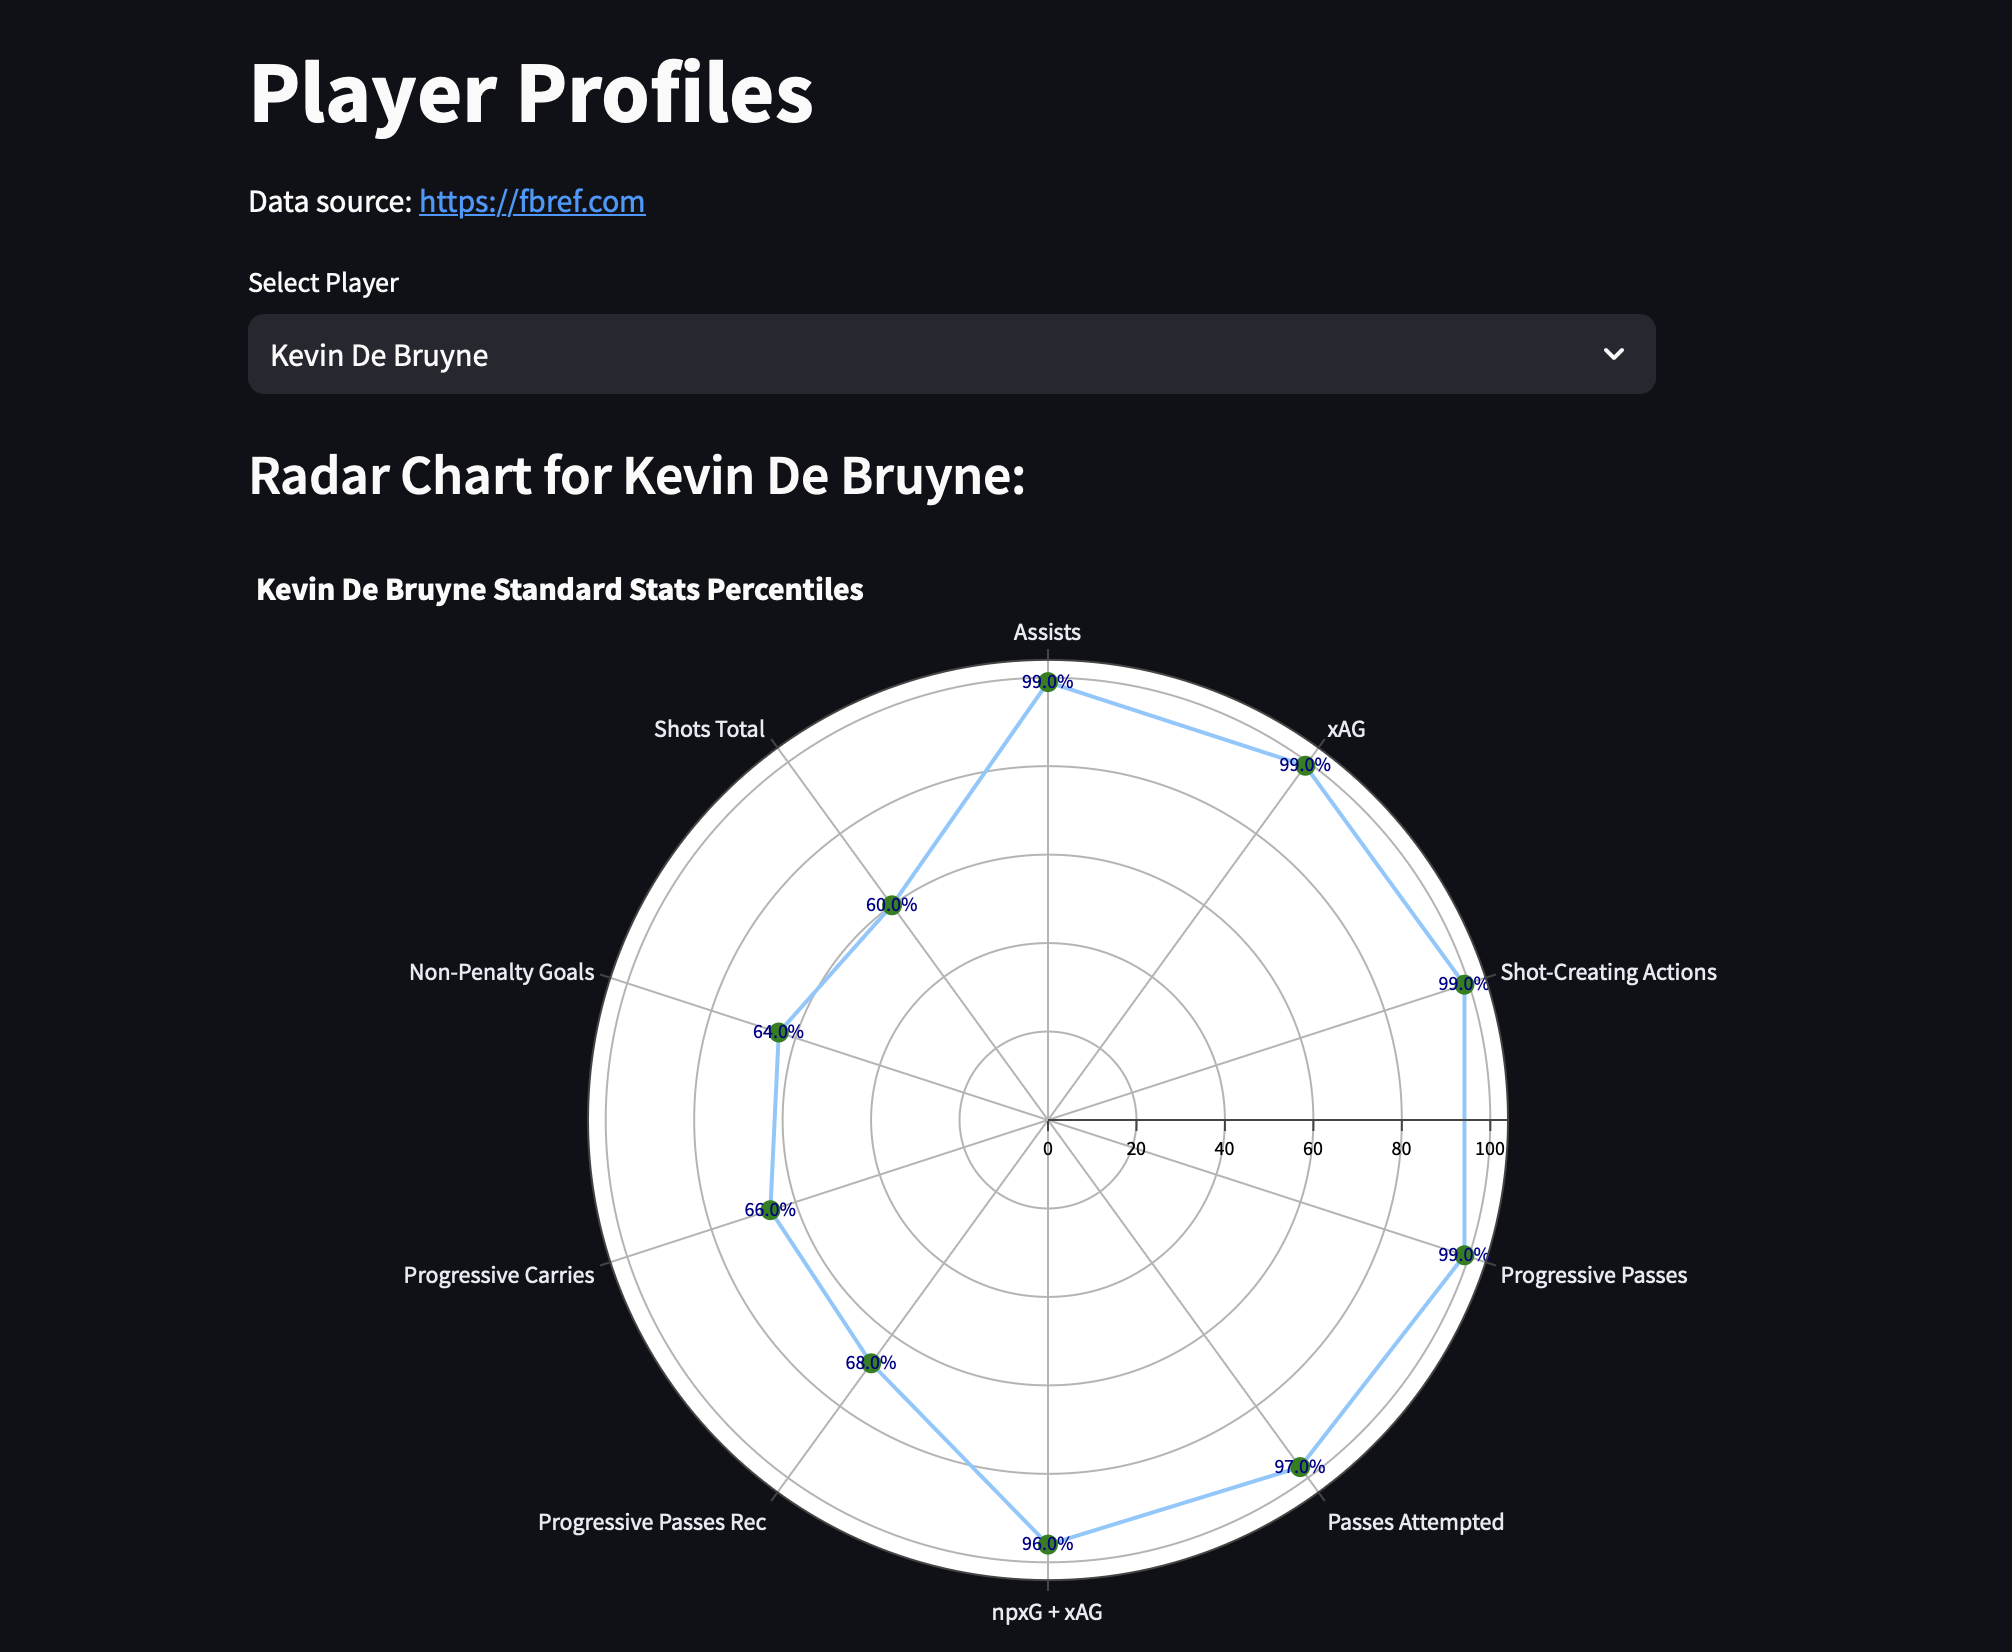 Player Profiles
Data source: https://fbref.com
Select Player
Kevin De Bruyne
Radar Chart for Kevin De Bruyne:
Kevin De Bruyne Standard Stats Percentiles
Assists
99.0%
Shots Total
xAG
99.0%
60.0%
Non-Penalty Goals
Shot-Creating Actions
99.0%
64.0%
0 20 40 60 80 100
66.0%
99.0%
Progressive Carries
Progressive Passes
68.0%
97.0%
Progressive Passes Rec
Passes Attempted
96.0%
npxG + xAG